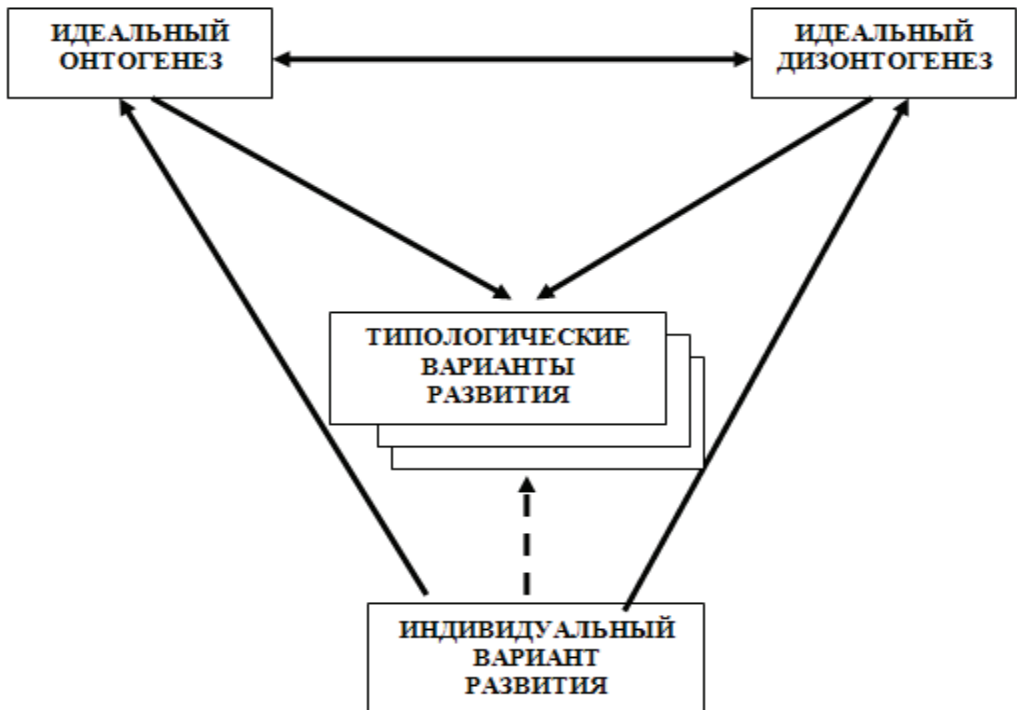 ИДЕАЛЬНЫЙ
ОНТОГЕНЕЗ
ИДЕАЛЬНЫЙ
ДИЗОНТОГЕНЕЗ
ТИПОЛОГИЧЕСКИЕ
ВАРИАНТЫ
РАЗВИТИЯ
ИНДИВИДУАЛЬНЫЙ
ВАРИАНТ
РАЗВИТИЯ